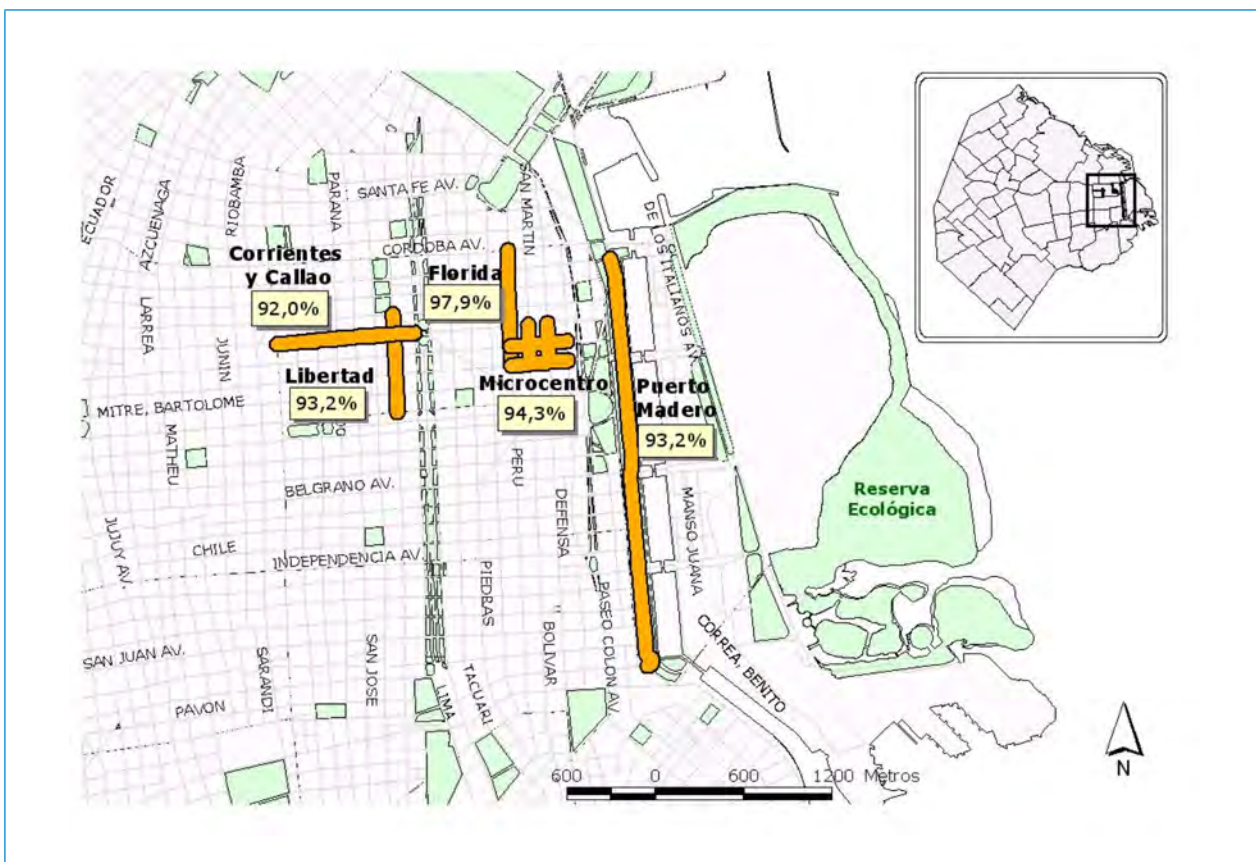 ECUADOR
AZCUENAGA
RIOBAMBA
PARANA
SANTA FE AV.
SAN MARTIN
DE LOS ITALIANOS AV.
CORDOBA AV.
Corrientes
y Callao
92,0%
Florida
97,9%
LARREA
JUNIN
Libertad
93,2%
Microcentro
94,3%
Puerto
Madero
93,2%
MITRE, BARTOLOME
MATHEU
PERU
BELGRANO AV.
DEFENSA
MANSO JUANA
Reserva
Ecológica
JUJUY AV.
CHILE
INDEPENDENCIA AV.
PIEDRAS
PASEO COLON AV.
BOLÍVAR
CORREA, BENITO
SAN JUAN AV.
SARANDI
SAN JOSE
LIMA
TACUARI
PAVON
600 0 600 1200 Metros
N